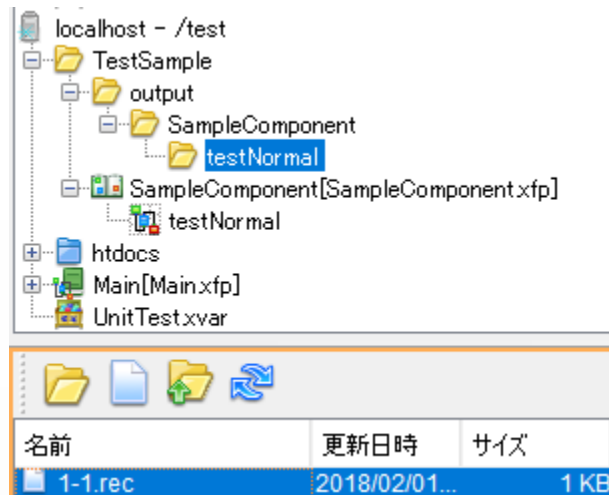 localhost - /test
TestSample
output
SampleComponent
testNormal
SampleComponent[SampleComponent.xfp]
testNormal
htdocs
Main[Main.xfp]
UnitTest.xvar
名前 更新日時 サイズ
1-1.rec 2018/02/01... 1 KB